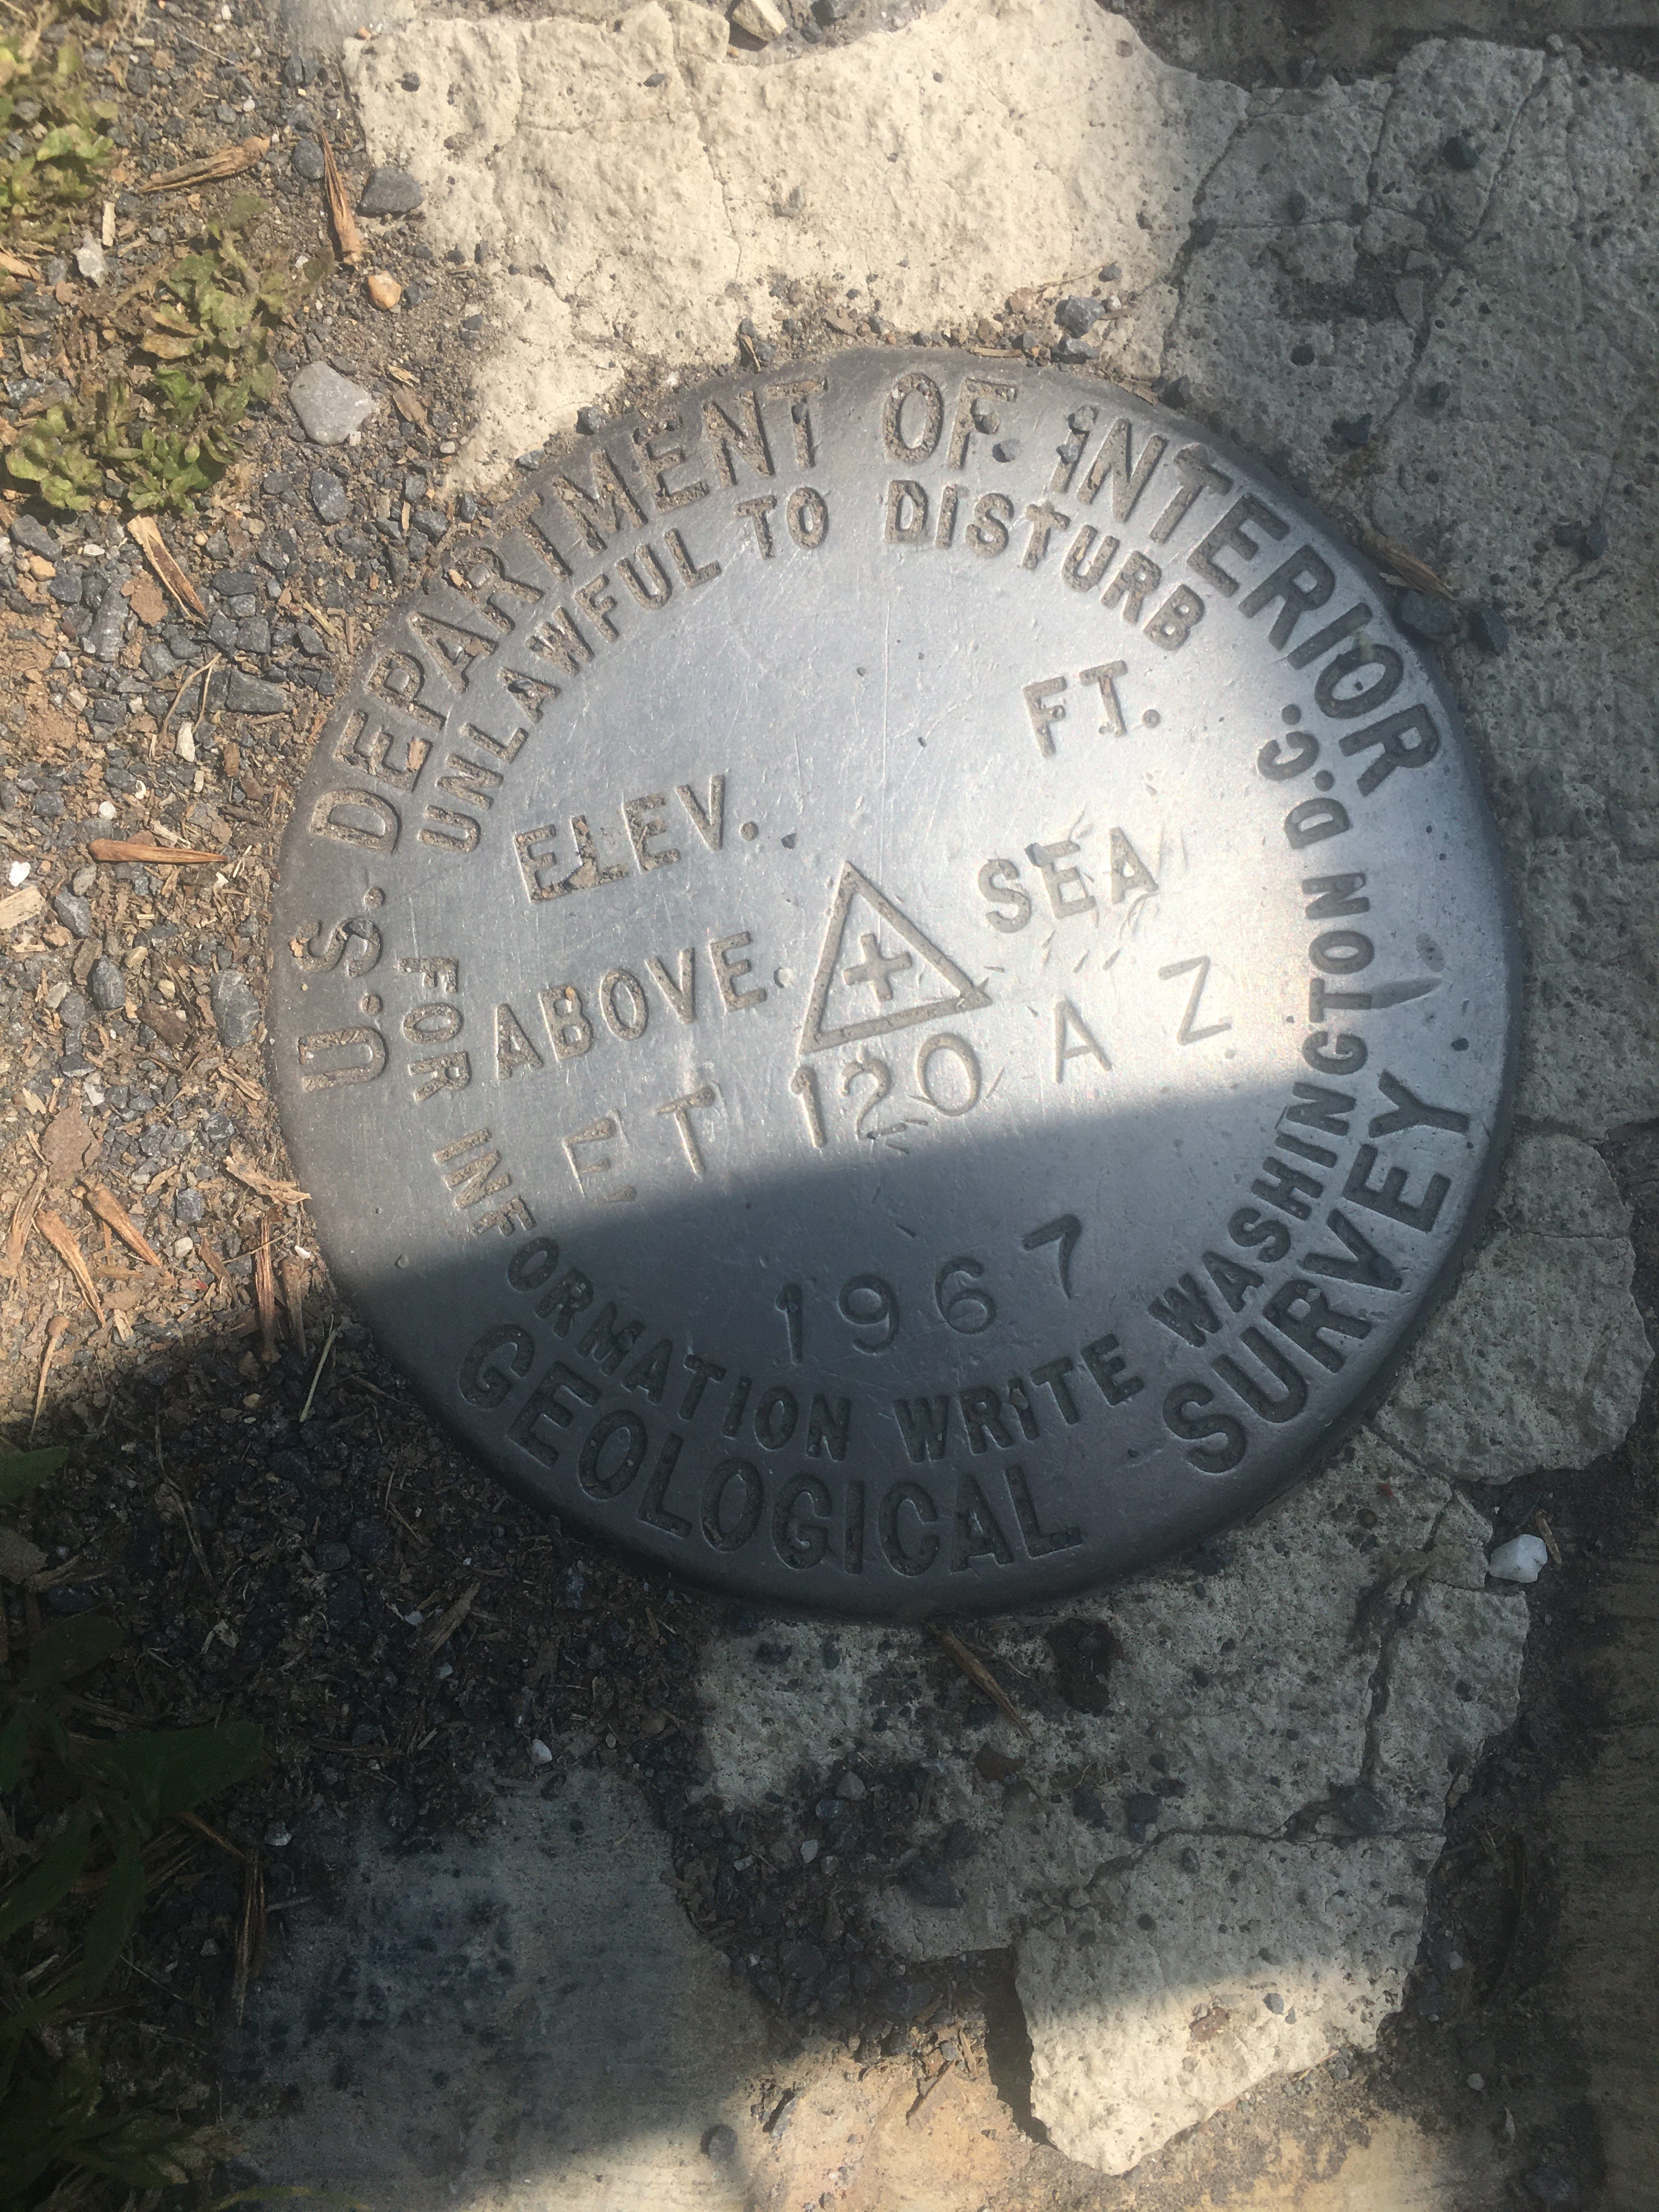 U.S. DEPARTMENT OF INTERIOR
UNLAWFUL TO DISTURB
ELEV. FT.
ABOVE SEA
ET 120 AZ
1967
FOR INFORMATION WRITE WASHINGTON D.C.
GEOLOGICAL SURVEY